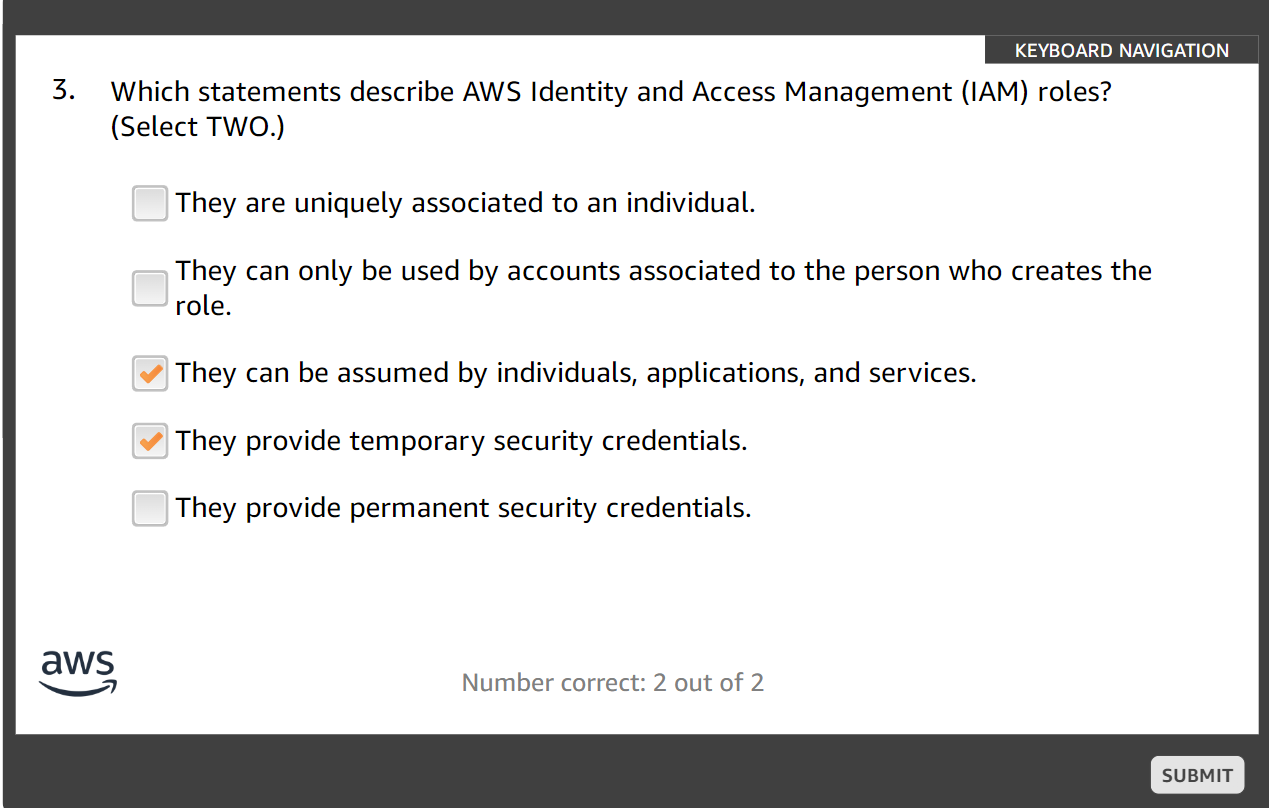 KEYBOARD NAVIGATION
3. Which statements describe AWS Identity and Access Management (IAM) roles?
(Select TWO.)
They are uniquely associated to an individual.
They can only be used by accounts associated to the person who creates the
role.
They can be assumed by individuals, applications, and services.
They provide temporary security credentials.
They provide permanent security credentials.
aws
Number correct: 2 out of 2
SUBMIT